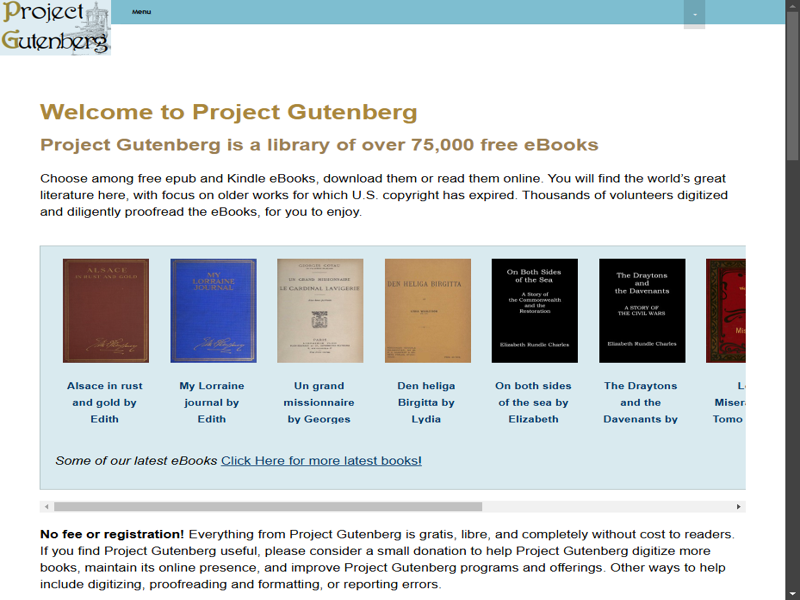 Project
Gutenberg
Menu
Welcome to Project Gutenberg
Project Gutenberg is a library of over 75,000 free eBooks
Choose among free epub and Kindle eBooks, download them or read them online. You will find the world's great
literature here, with focus on older works for which U.S. copyright has expired. Thousands of volunteers digitized
and diligently proofread the eBooks, for you to enjoy.
ALSACE
IN RUST AND GOLD
MY
LORRAINE
JOURNAL
UN GRAND MISSIONNAIRE
LE CARDINAL LAVIGERIE
DEN HELIGA BIRGITTA
On Both Sides
of the Sea
A Story of
the Commonwealth
and the
Restoration
Elizabeth Rundle Charles
The Draytons
and the
Davenants
A STORY OF
THE CIVIL WARS
Elizabeth Rundle Charles
Mis
Alsace in rust
and gold by
Edith
My Lorraine
journal by
Edith
Un grand
missionnaire
by Georges
Den heliga
Birgitta by
Lydia
On both sides
of the sea by
Elizabeth
The Draytons
and the
Davenants by
L
Miser
Tomo
Some of our latest eBooks Click Here for more latest books!
No fee or registration! Everything from Project Gutenberg is gratis, libre, and completely without cost to readers.
If you find Project Gutenberg useful, please consider a small donation to help Project Gutenberg digitize more
books, maintain its online presence, and improve Project Gutenberg programs and offerings. Other ways to help
include digitizing, proofreading and formatting, or reporting errors.